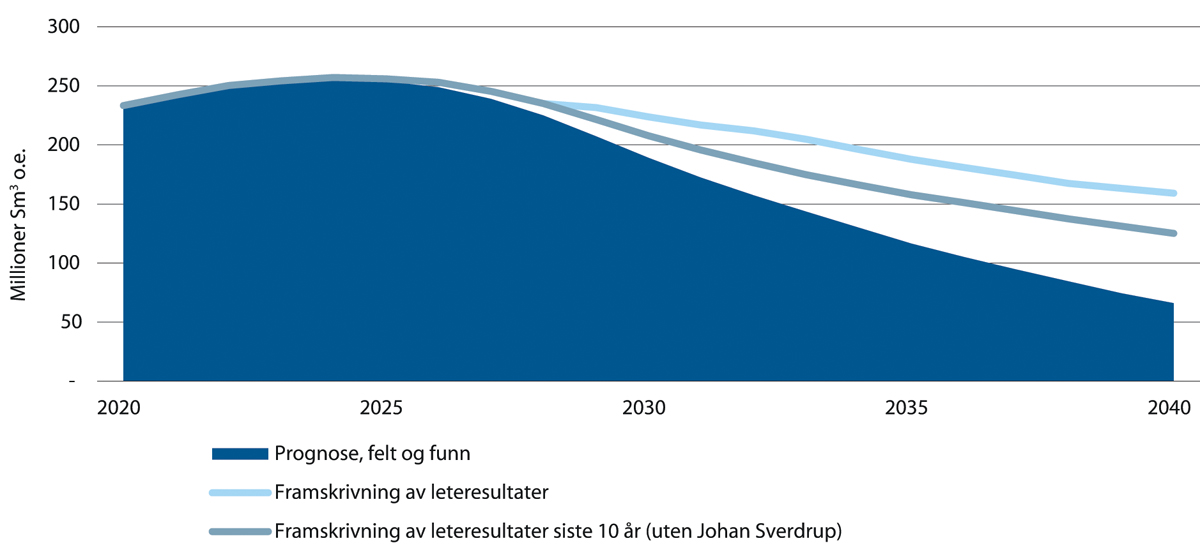 Millioner Sm³ o.e.
300
250
200
150
100
50
-
2020 2025 2030 2035 2040
Prognose, felt og funn
Framskrivning av leteresultater
Framskrivning av leteresultater siste 10 år (uten Johan Sverdrup)